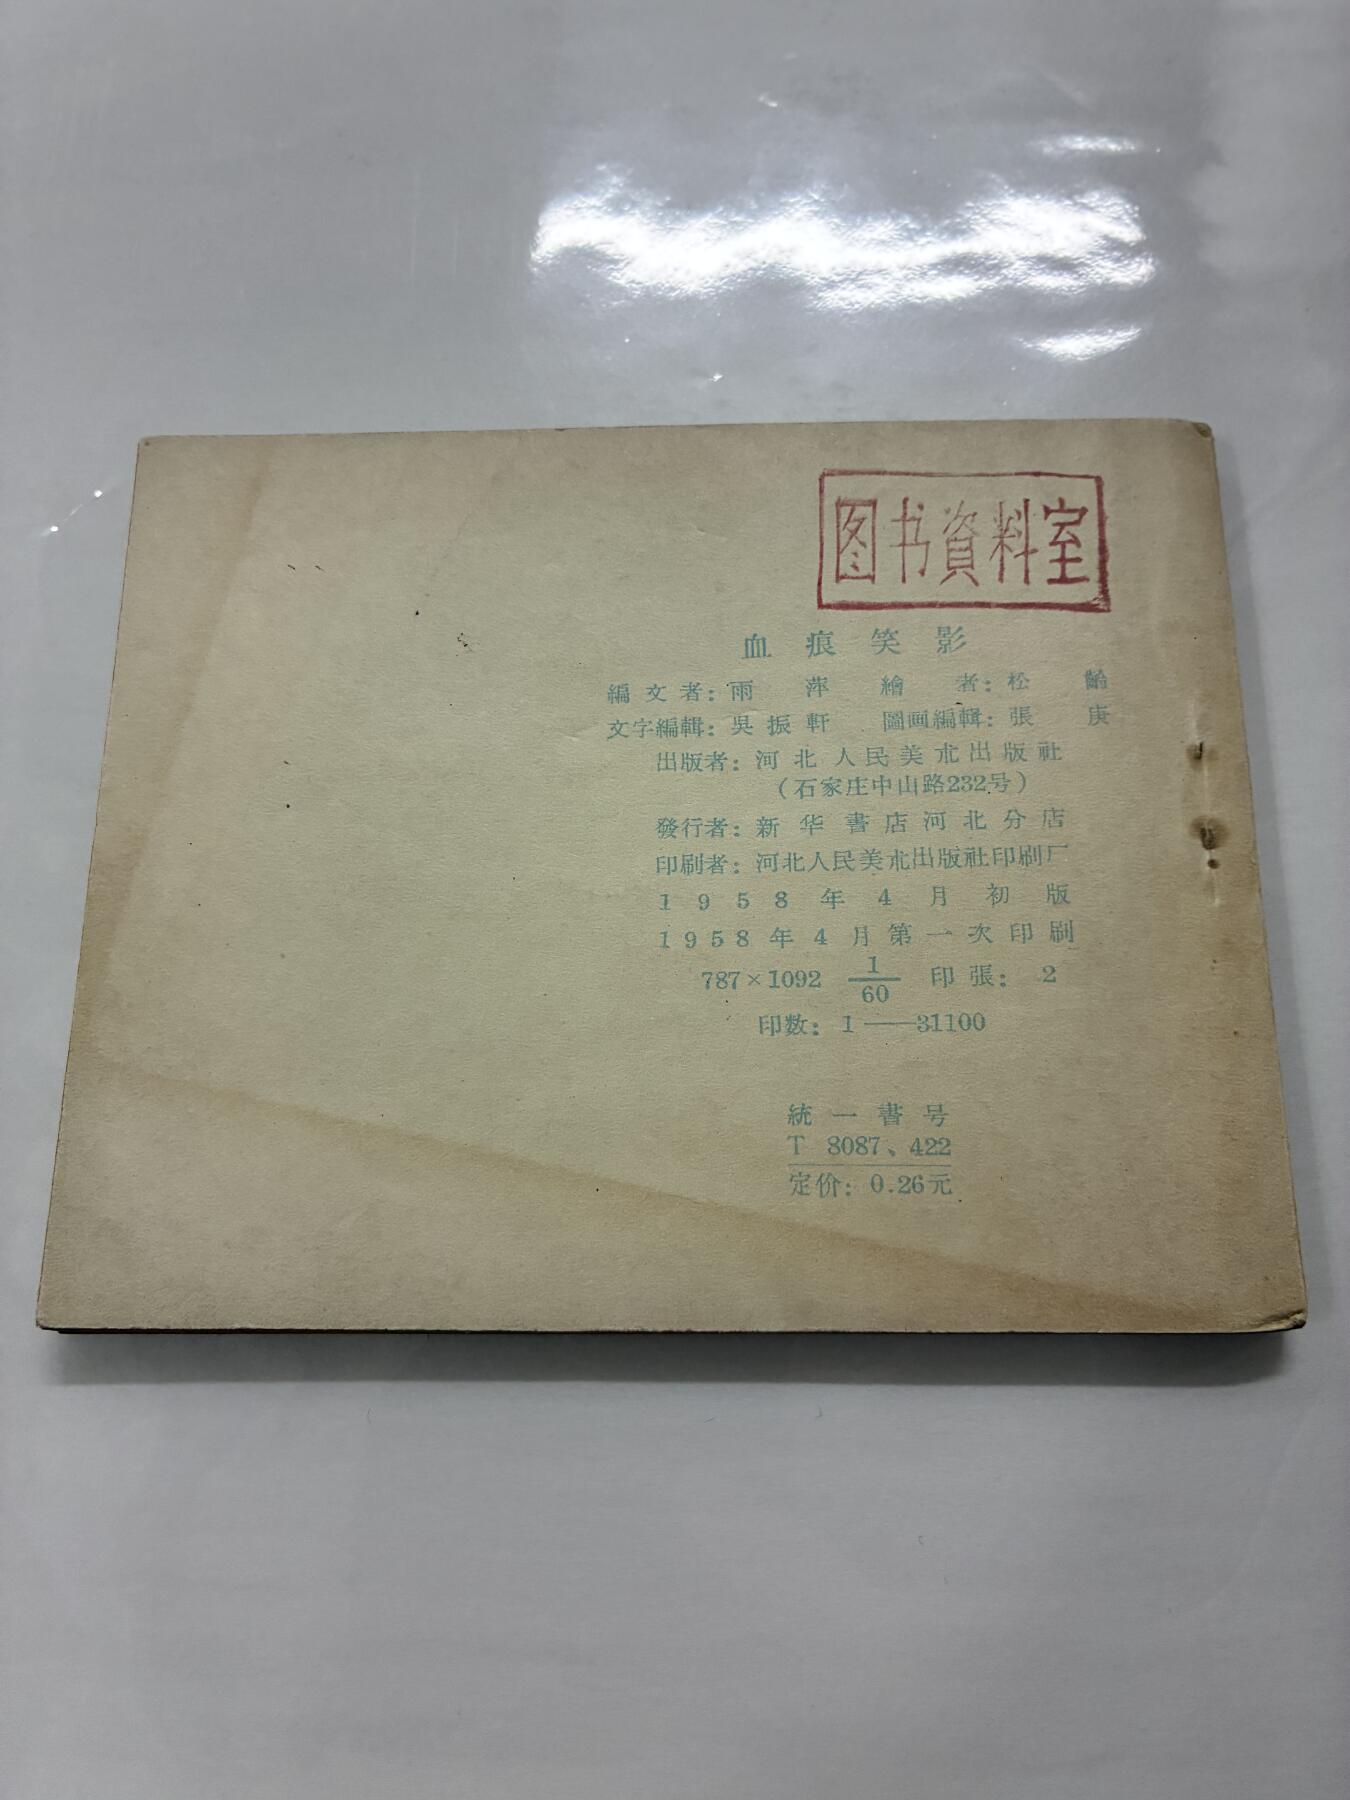 图书資料室
血痕笑影
編文者：雨萍 繪者：松齡
文字編輯：吳振軒 圖画編輯：張庚
出版者：河北人民美朮出版社
（石家庄中山路232号）
發行者：新华書店河北分店
印刷者：河北人民美朮出版社印刷厂
1958年4月初版
1958年4月第一次印刷
787×1092 1/60 印張：2
印数：1——31100
統一書号
T 8087、422
定价：0.26元